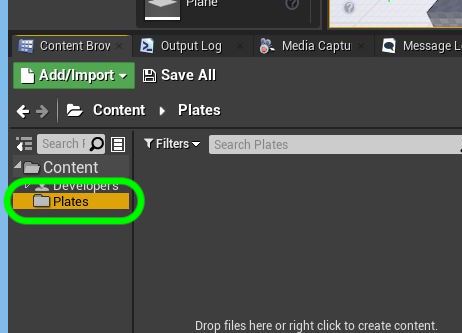 Plane
Content Brov
Output Log
Media Captu
Message L
Add/Import
Save All
Content
Plates
Search F
Filters
Search Plates
Content
Developers
Plates
Drop files here or right click to create content.